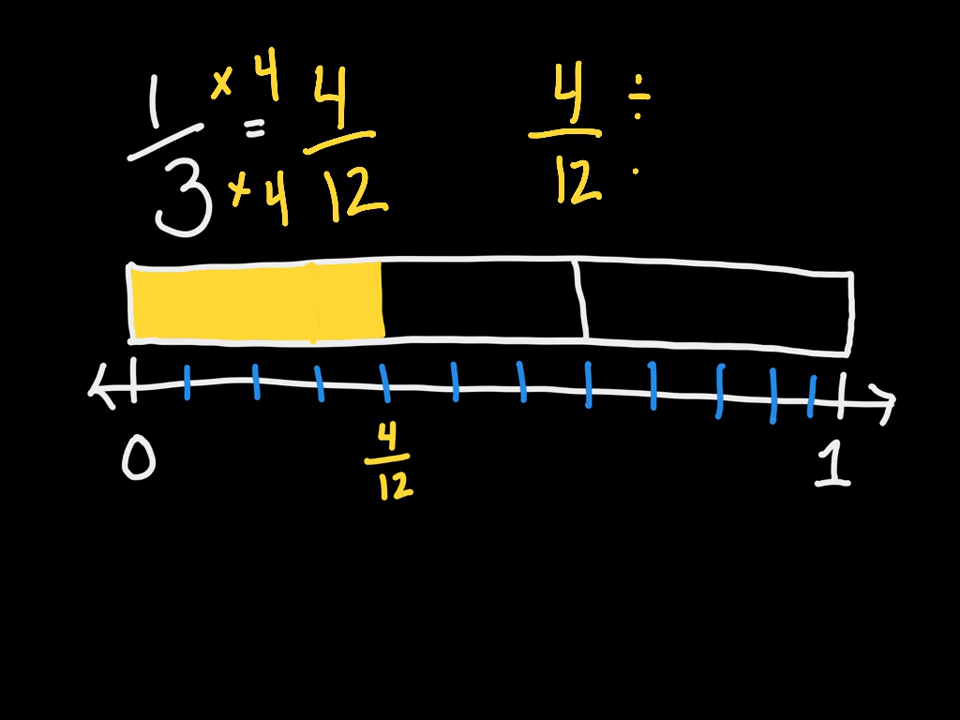 1/3 × 4 = 4/12
× 4
4/12 ÷
0 4/12 1